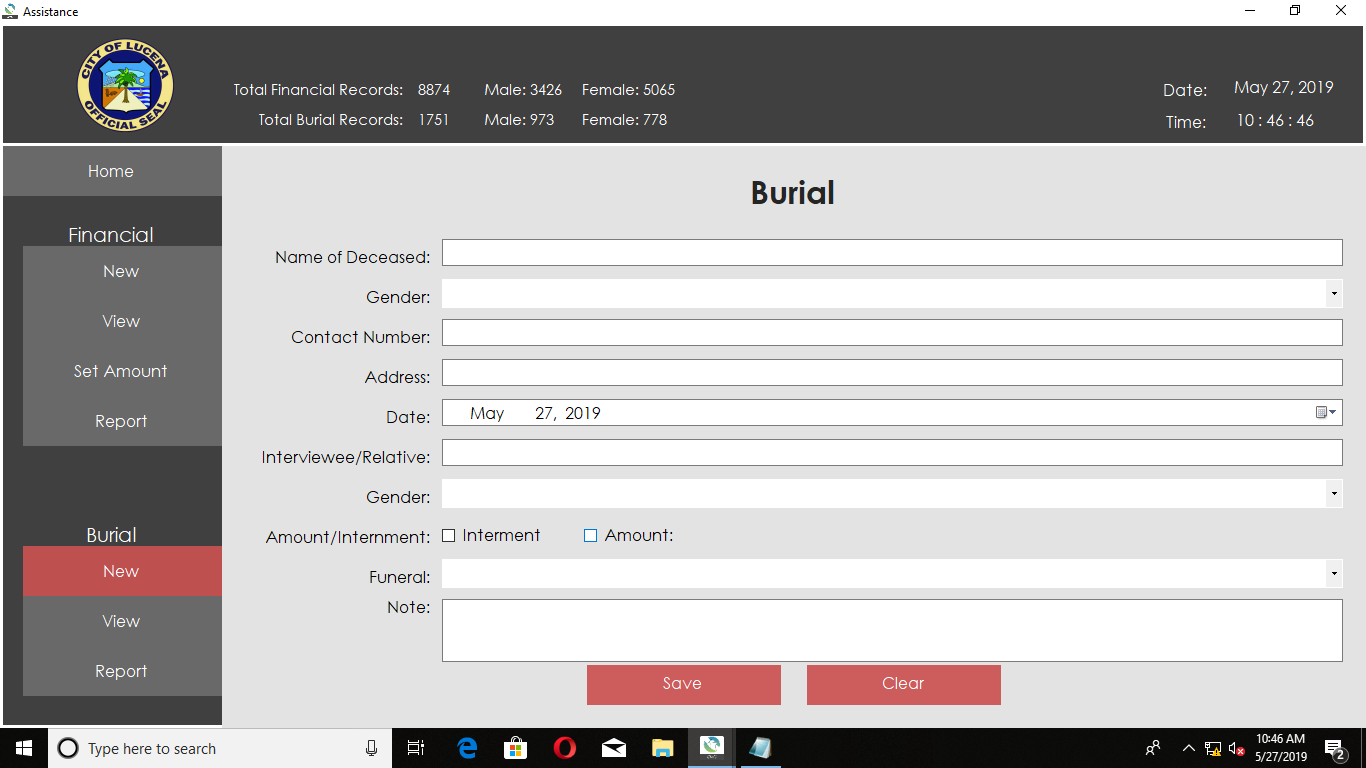 Assistance
CITY OF LUCENA
OFFICIAL SEAL
Total Financial Records: 8874 Male: 3426 Female: 5065
Total Burial Records: 1751 Male: 973 Female: 778
Date: May 27, 2019
Time: 10 : 46 : 46
Home
Financial
New
View
Set Amount
Report
Burial
New
View
Report
Burial
Name of Deceased:
Gender:
Contact Number:
Address:
Date: May 27, 2019
Interviewee/Relative:
Gender:
Amount/Internment: Interment Amount:
Funeral:
Note:
Save Clear
Type here to search
10:46 AM
5/27/2019
2